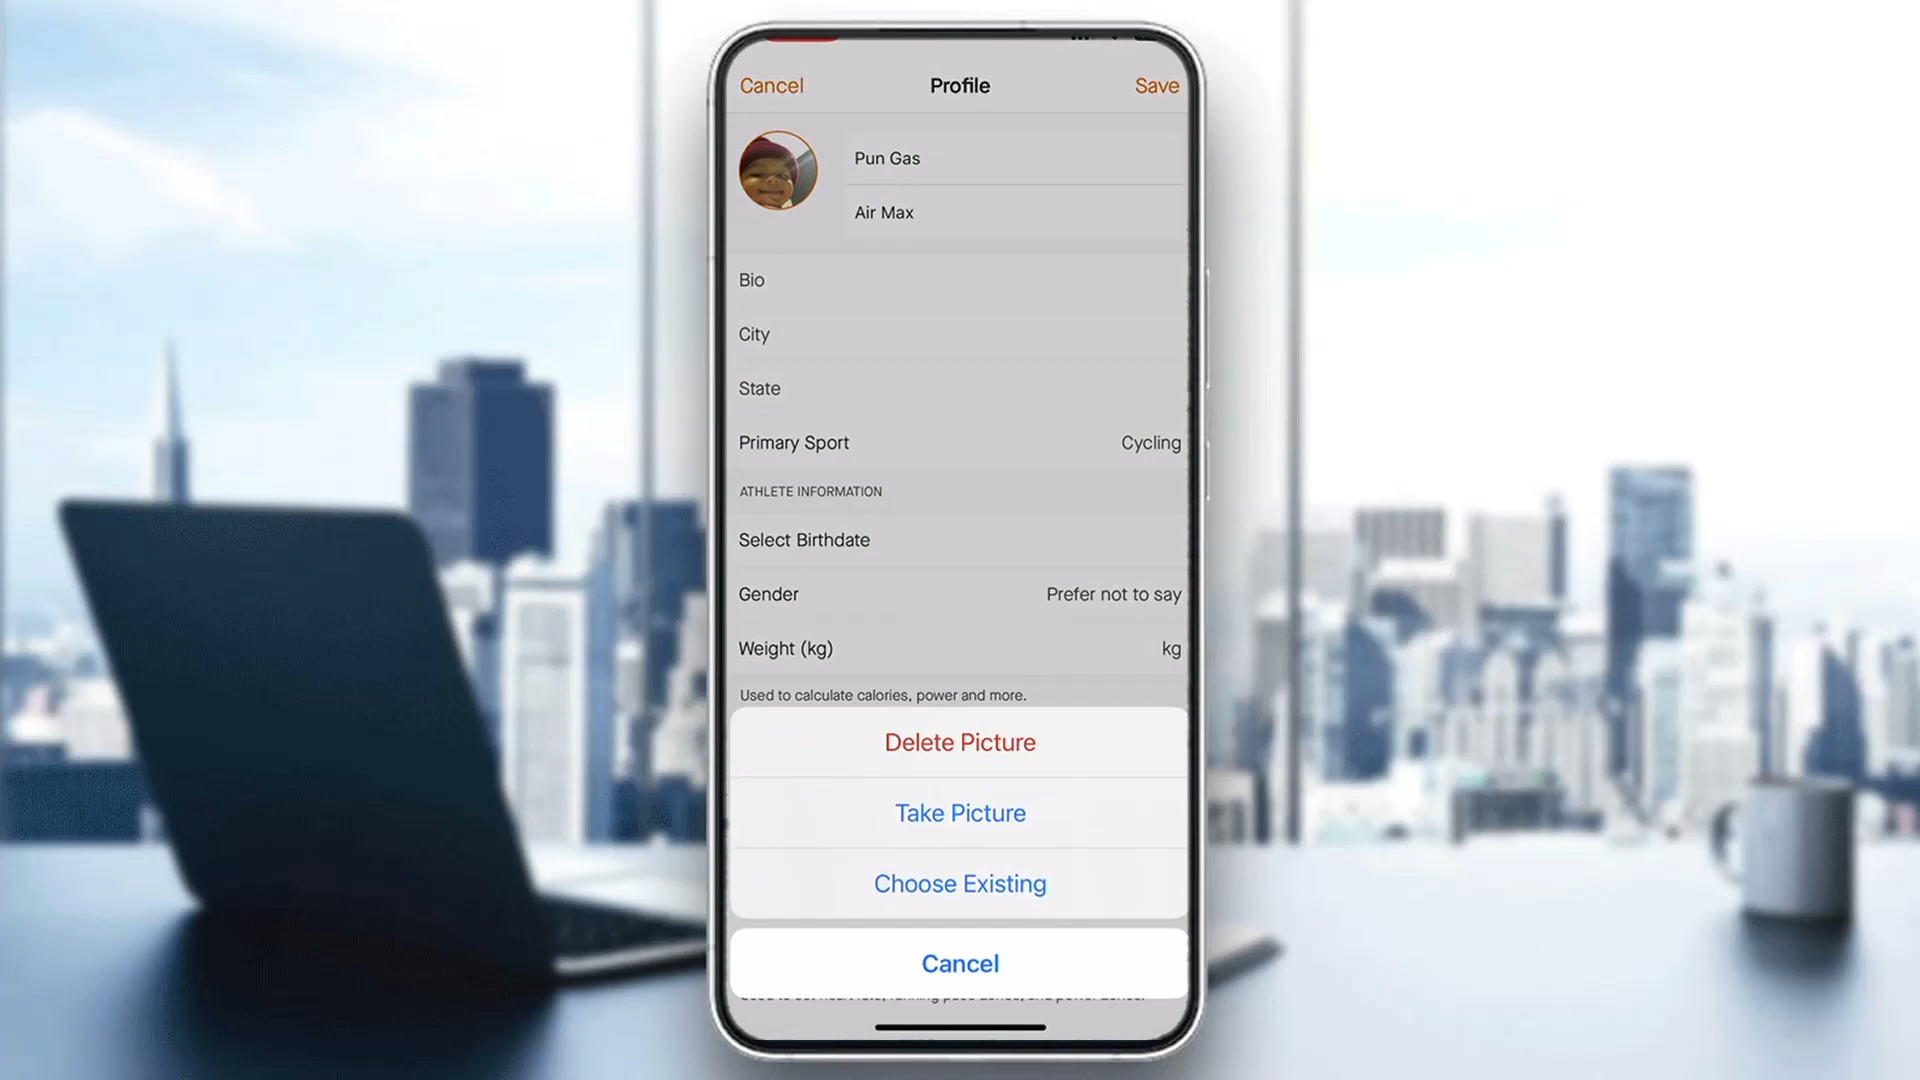 Cancel Profile Save
Pun Gas
Air Max
Bio
City
State
Primary Sport Cycling
ATHLETE INFORMATION
Select Birthdate
Gender Prefer not to say
Weight (kg) kg
Used to calculate calories, power and more.
Delete Picture
Take Picture
Choose Existing
Cancel